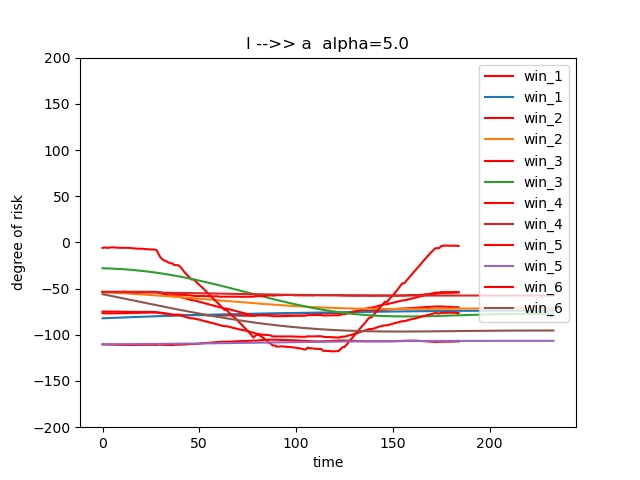 l -->> a  alpha=5.0
degree of risk
200
150
100
50
0
−50
−100
−150
−200
0
50
100
150
200
time
win_1
win_1
win_2
win_2
win_3
win_3
win_4
win_4
win_5
win_5
win_6
win_6